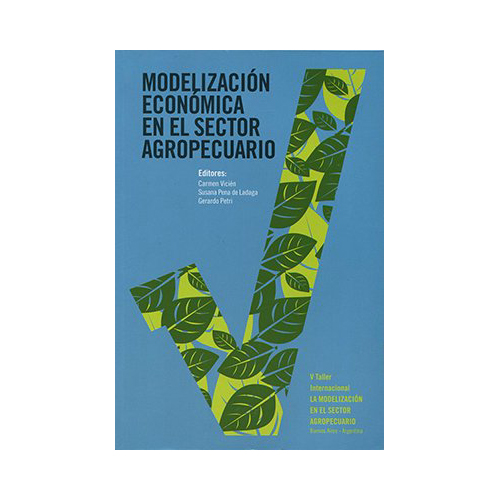 MODELIZACIÓN
ECONÓMICA
EN EL SECTOR
AGROPECUARIO
Editores:
Carmen Vicién
Susana Pena de Ladaga
Gerardo Petri
V Taller
Internacional
LA MODELIZACIÓN
EN EL SECTOR
AGROPECUARIO
Buenos Aires - Argentina